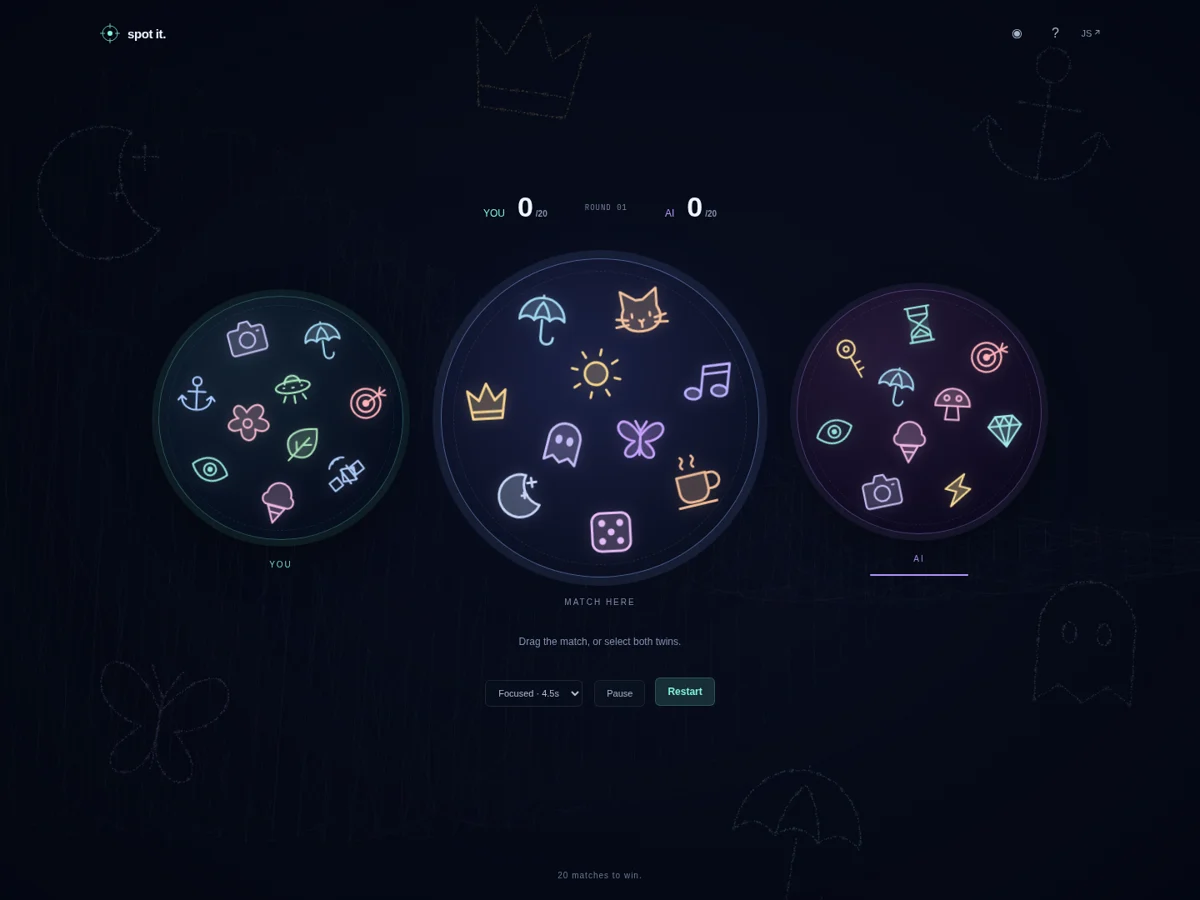 spot it.
? JS ↗
YOU 0 /20 ROUND 01 AI 0 /20
YOU
AI
MATCH HERE
Drag the match, or select both twins.
Focused · 4.5s Pause Restart
20 matches to win.